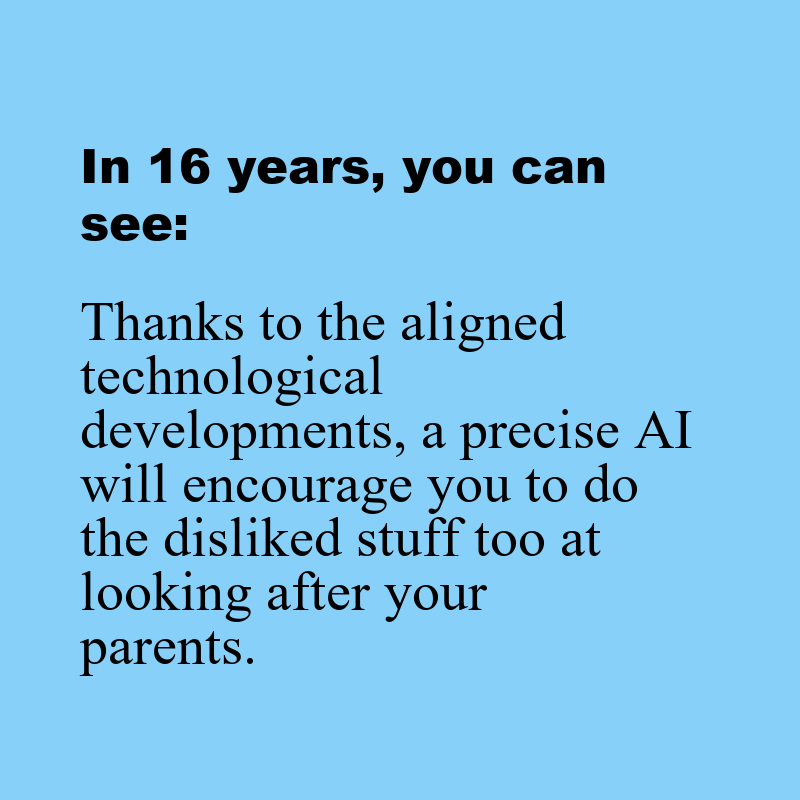 In 16 years, you can
see:
Thanks to the aligned
technological
developments, a precise AI
will encourage you to do
the disliked stuff too at
looking after your
parents.